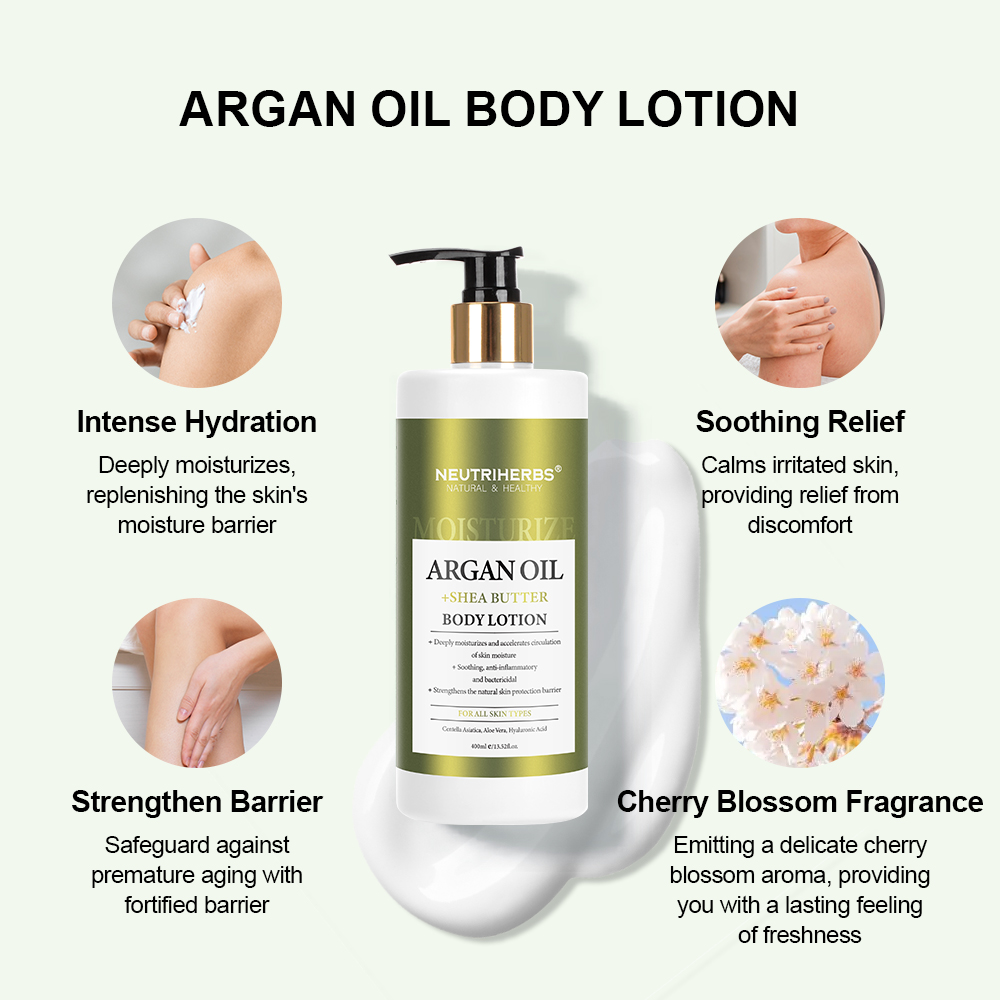 ARGAN OIL BODY LOTION
Intense Hydration
Deeply moisturizes,
replenishing the skin's
moisture barrier
Soothing Relief
Calms irritated skin,
providing relief from
discomfort
NEUTRIHERBS®
NATURAL & HEALTHY
MOISTURIZE
ARGAN OIL
+SHEA BUTTER
BODY LOTION
+ Deeply moisturizes and accelerates circulation
of skin moisture
+ Soothing, anti-inflammatory
and bactericidal
+ Strengthens the natural skin protection barrier
FOR ALL SKIN TYPES
Centella Asiatica, Aloe Vera, Hyaluronic Acid
400ml e/13.52fl.oz.
Strengthen Barrier
Safeguard against
premature aging with
fortified barrier
Cherry Blossom Fragrance
Emitting a delicate cherry
blossom aroma, providing
you with a lasting feeling
of freshness